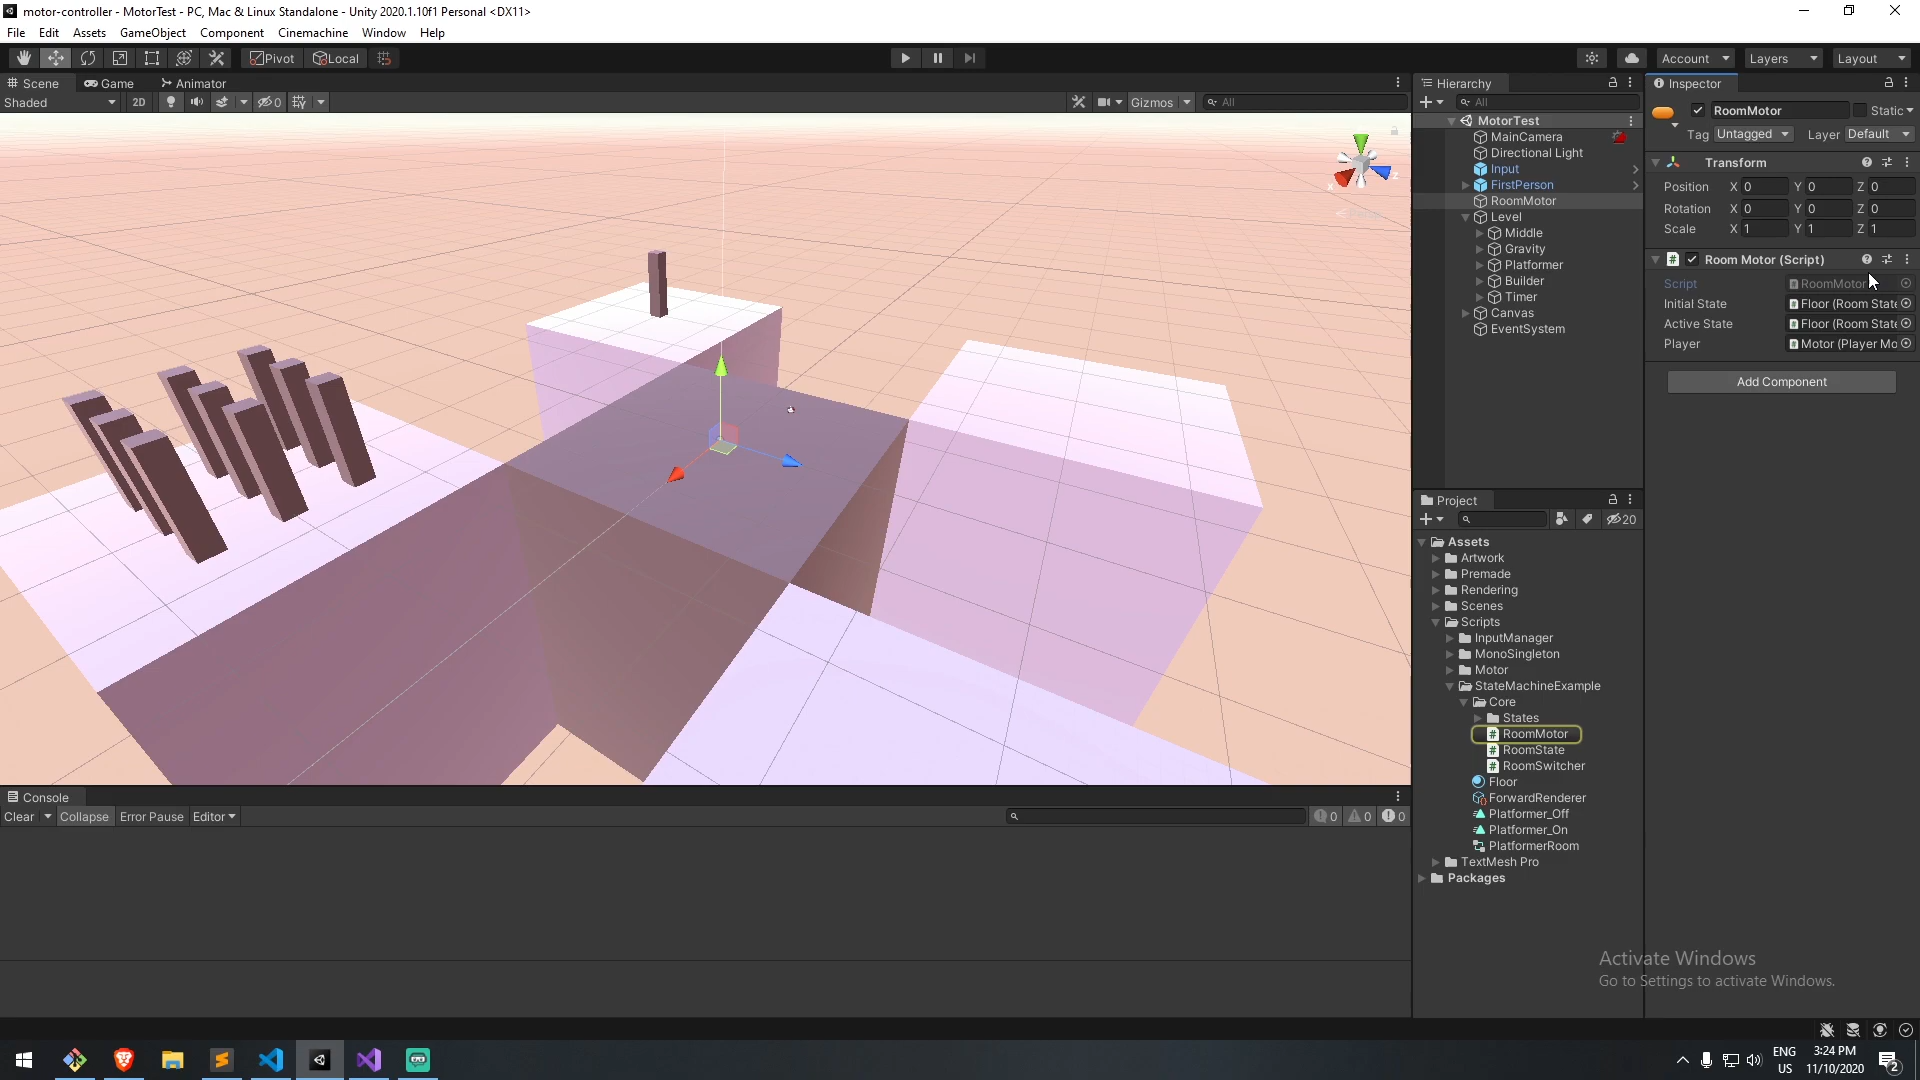 motor-controller - MotorTest - PC, Mac & Linux Standalone - Unity 2020.1.10f1 Personal <DX11>
File Edit Assets GameObject Component Cinemachine Window Help
Pivot Local Account Layers Layout
Scene Game Animator
Hierarchy
Inspector
Shaded 2D 0 Gizmos All
All
RoomMotor Static
MotorTest
Tag Untagged Layer Default
MainCamera
Directional Light
Input
FirstPerson
RoomMotor
Level
Middle
Gravity
Platformer
Builder
Timer
Canvas
EventSystem
Transform
Position X 0 Y 0 Z 0
Rotation X 0 Y 0 Z 0
Scale X 1 Y 1 Z 1
Room Motor (Script)
Script RoomMotor
Initial State Floor (Room State
Active State Floor (Room State
Player Motor (Player Mo
Add Component
Project
20
Assets
Artwork
Premade
Rendering
Scenes
Scripts
InputManager
MonoSingleton
Motor
StateMachineExample
Core
States
RoomMotor
RoomState
RoomSwitcher
Floor
ForwardRenderer
Platformer_Off
Platformer_On
PlatformerRoom
TextMesh Pro
Packages
Console
Clear Collapse Error Pause Editor 0 0 0
Activate Windows
Go to Settings to activate Windows.
ENG
US
3:24 PM
11/10/2020
2